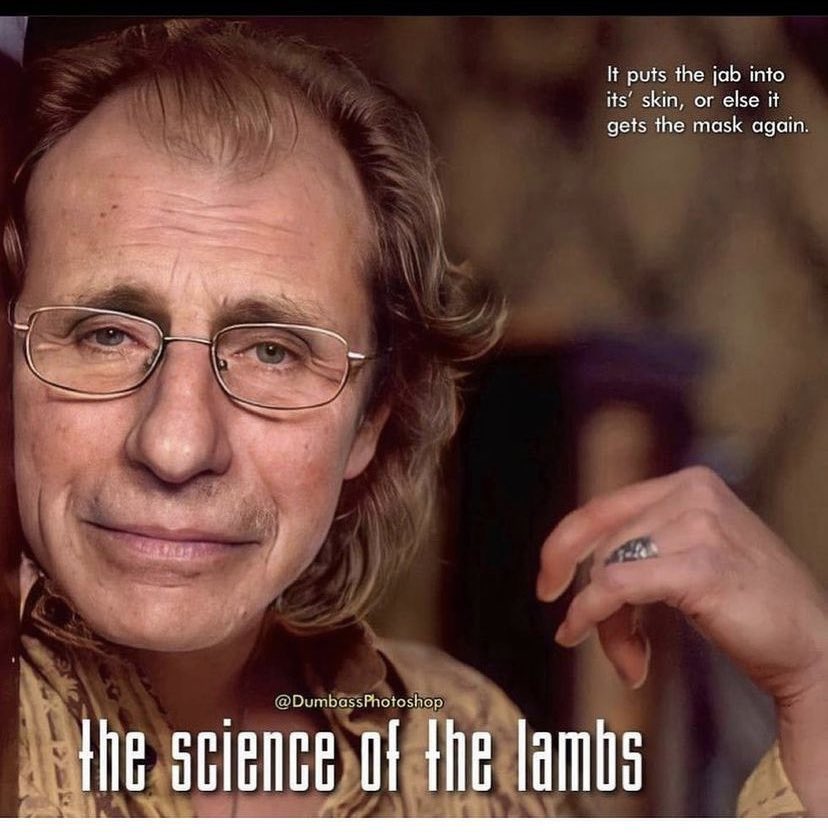 It puts the jab into
its' skin, or else it
gets the mask again.
@DumbassPhotoshop
the science of the lambs